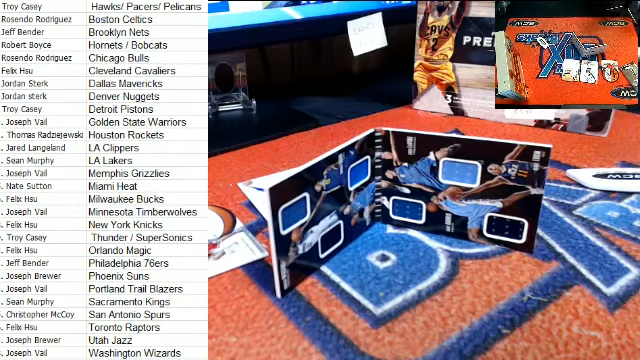 Troy Casey Hawks/ Pacers/ Pelicans
Rosendo Rodriguez Boston Celtics
Jeff Bender Brooklyn Nets
Robert Boyce Hornets / Bobcats
Rosendo Rodriguez Chicago Bulls
Felix Hsu Cleveland Cavaliers
Jordan Sterk Dallas Mavericks
Jordan sterk Denver Nuggets
Troy Casey Detroit Pistons
Joseph Vail Golden State Warriors
Thomas Radziejewski Houston Rockets
Jared Langeland LA Clippers
Sean Murphy LA Lakers
Joseph Vail Memphis Grizzlies
Nate Sutton Miami Heat
Felix Hsu Milwaukee Bucks
Joseph Vail Minnesota Timberwolves
Felix Hsu New York Knicks
Troy Casey Thunder / SuperSonics
Felix Hsu Orlando Magic
Jeff Bender Philadelphia 76ers
Joseph Brewer Phoenix Suns
Joseph Vail Portland Trail Blazers
Sean Murphy Sacramento Kings
Christopher McCoy San Antonio Spurs
Felix Hsu Toronto Raptors
Joseph Brewer Utah Jazz
Joseph Vail Washington Wizards
CAVS
2
PRE
3
BCW